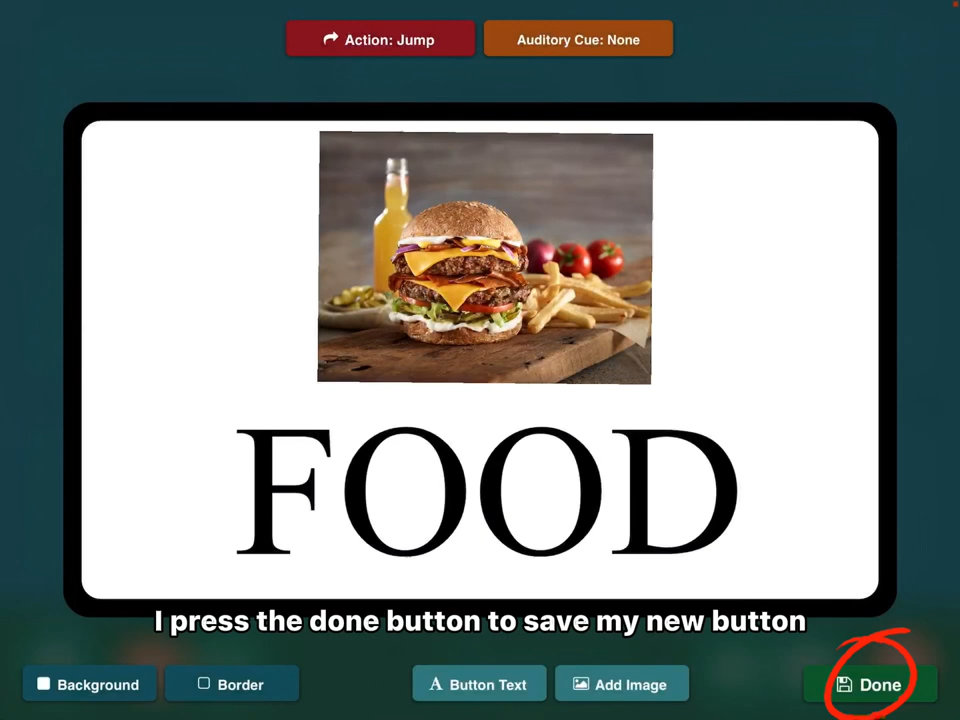 Action: Jump
Auditory Cue: None
FOOD
I press the done button to save my new button
Background
Border
A Button Text
Add Image
Done